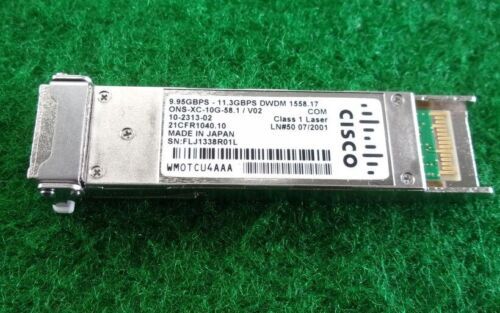 9.95GBPS - 11.3GBPS DWDM 1558.17
ONS-XC-10G-58.1 / V02 COM
10-2313-02 Class 1 Laser
21CFR1040.10 LN#50 07/2001
MADE IN JAPAN
SN:FLJ1338R01L
WMOTCU4AAA
CISCO